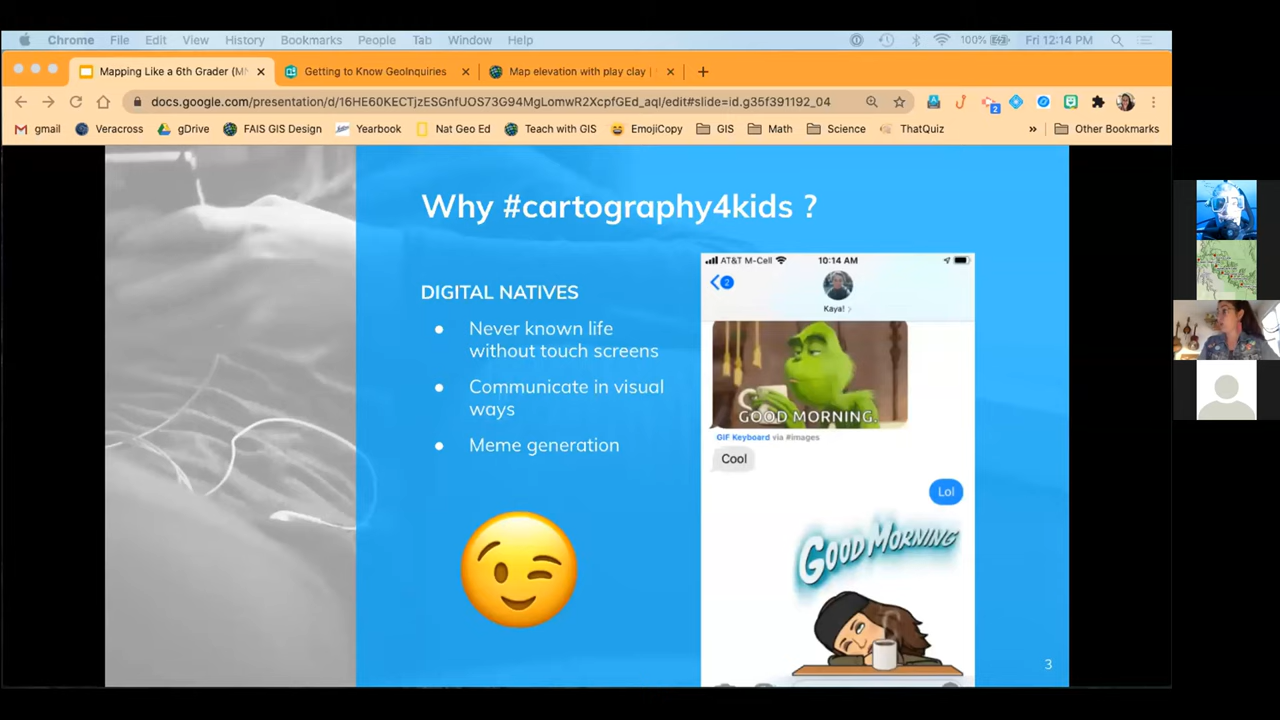 Chrome File Edit View History Bookmarks People Tab Window Help 100% Fri 12:14 PM
Mapping Like a 6th Grader (MN Getting to Know GeoInquiries Map elevation with play clay |
docs.google.com/presentation/d/16HE60KECTjzESGnfUOS73G94MgLomwR2XcpfGEd_aqI/edit#slide=id.g35f391192_04
2
gmail Veracross gDrive FAIS GIS Design Yearbook Nat Geo Ed Teach with GIS EmojiCopy GIS Math Science ThatQuiz » Other Bookmarks
Why #cartography4kids ?
DIGITAL NATIVES
● Never known life
without touch screens
● Communicate in visual
ways
● Meme generation
AT&T M-Cell 10:14 AM
2
Kaya!
GOOD MORNING.
GIF Keyboard via #images
Cool
Lol
GOOD MORNING
3